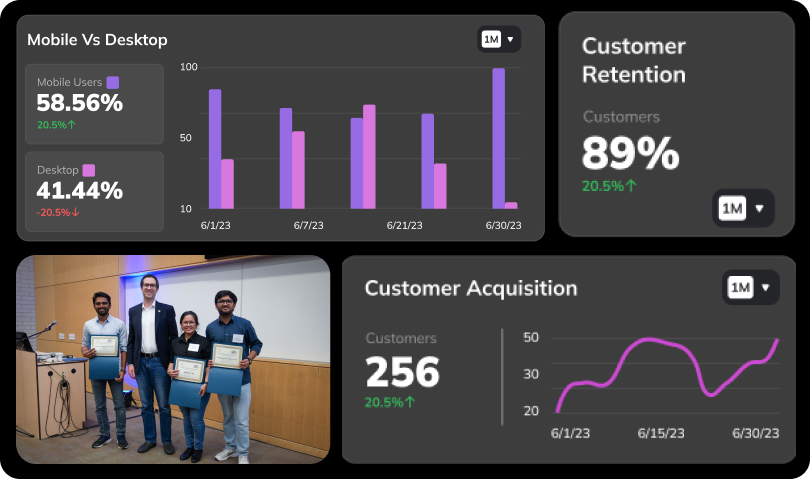 Mobile Vs Desktop
1M
Mobile Users
58.56%
20.5%↑
Desktop
41.44%
-20.5%↓
100
50
10
6/1/23
6/7/23
6/21/23
6/30/23
Customer
Retention
Customers
89%
20.5%↑
1M
Customer Acquisition
1M
Customers
256
20.5%↑
50
30
20
6/1/23
6/15/23
6/30/23